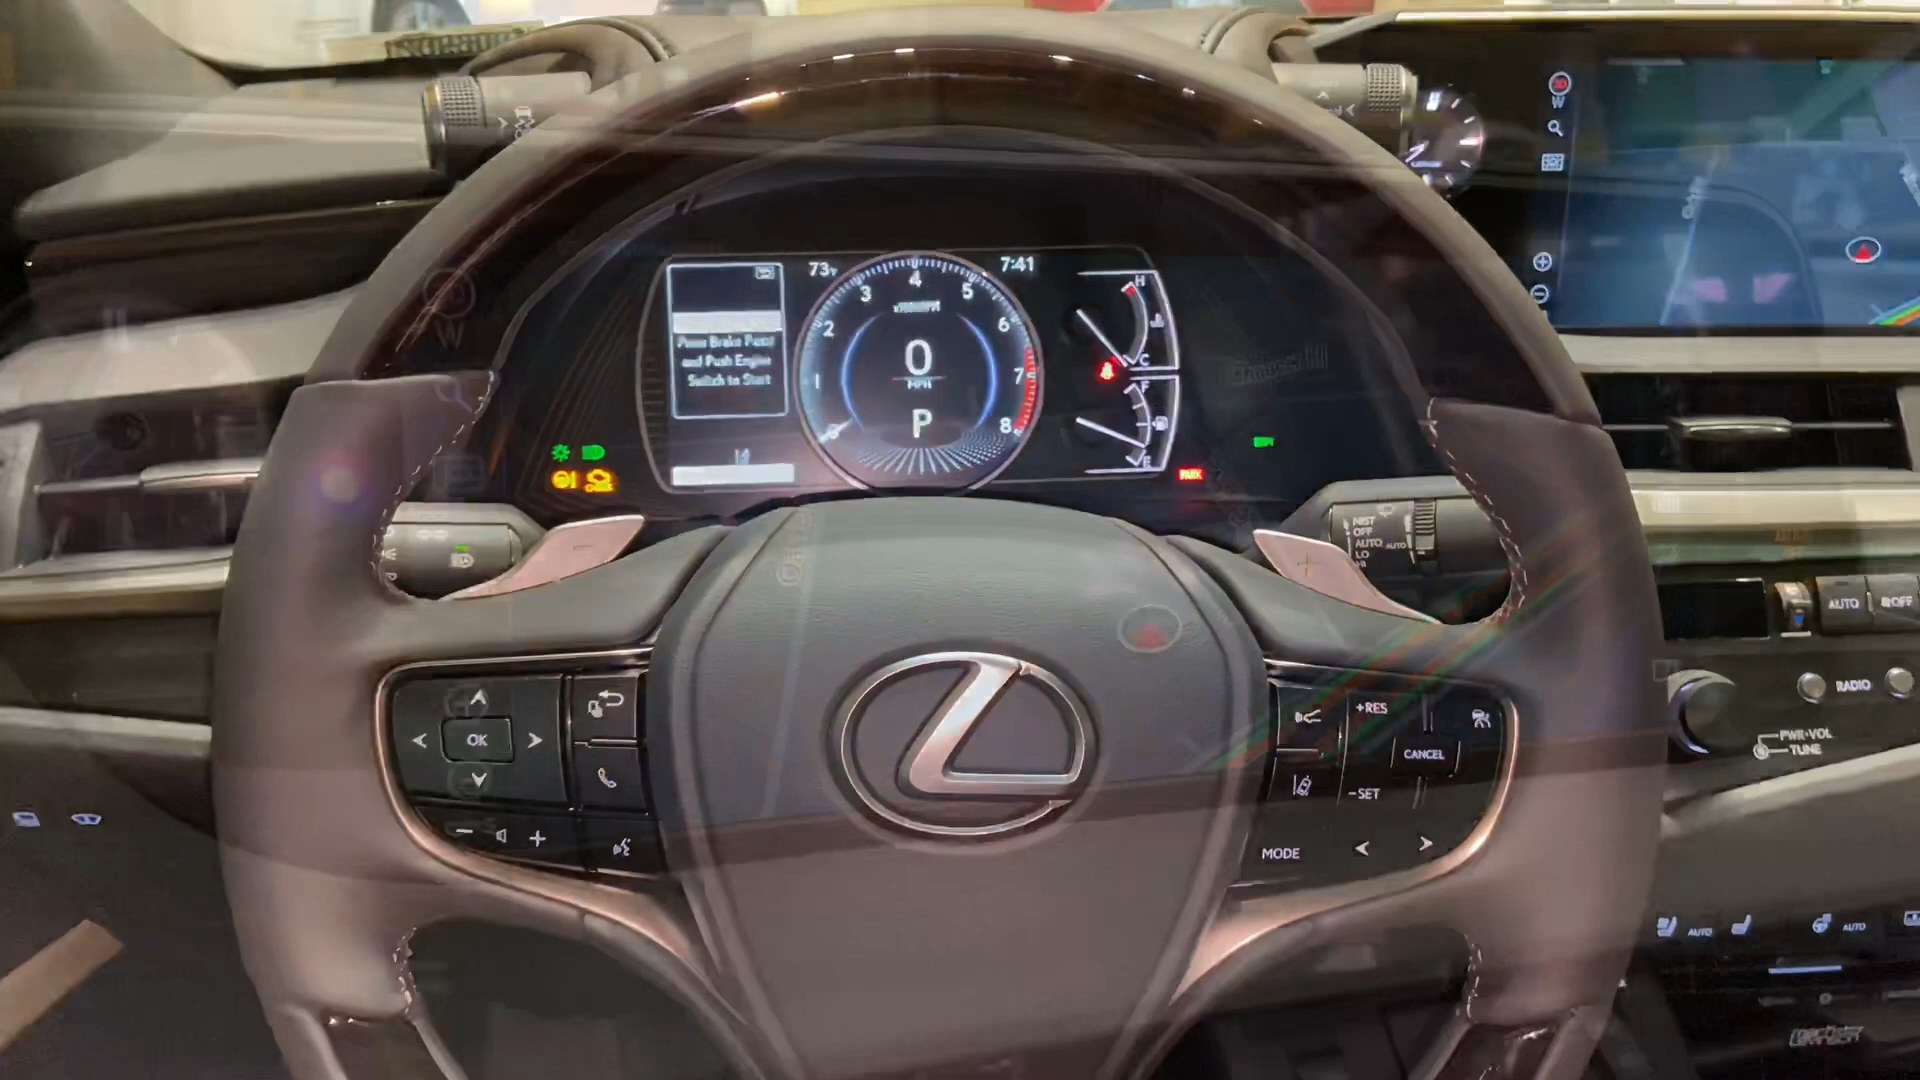 73F
7:41
H
C
F
E
4
3
5
2
6
1
7
8
0
MPH
P
Press Brake Pedal
and Push Engine
Switch to Start
PARK
W
MIST
OFF
AUTO
LO
HI
AUTO
OK
+RES
CANCEL
-SET
MODE
AUTO
OFF
RADIO
PWR·VOL
TUNE
AUTO
AUTO